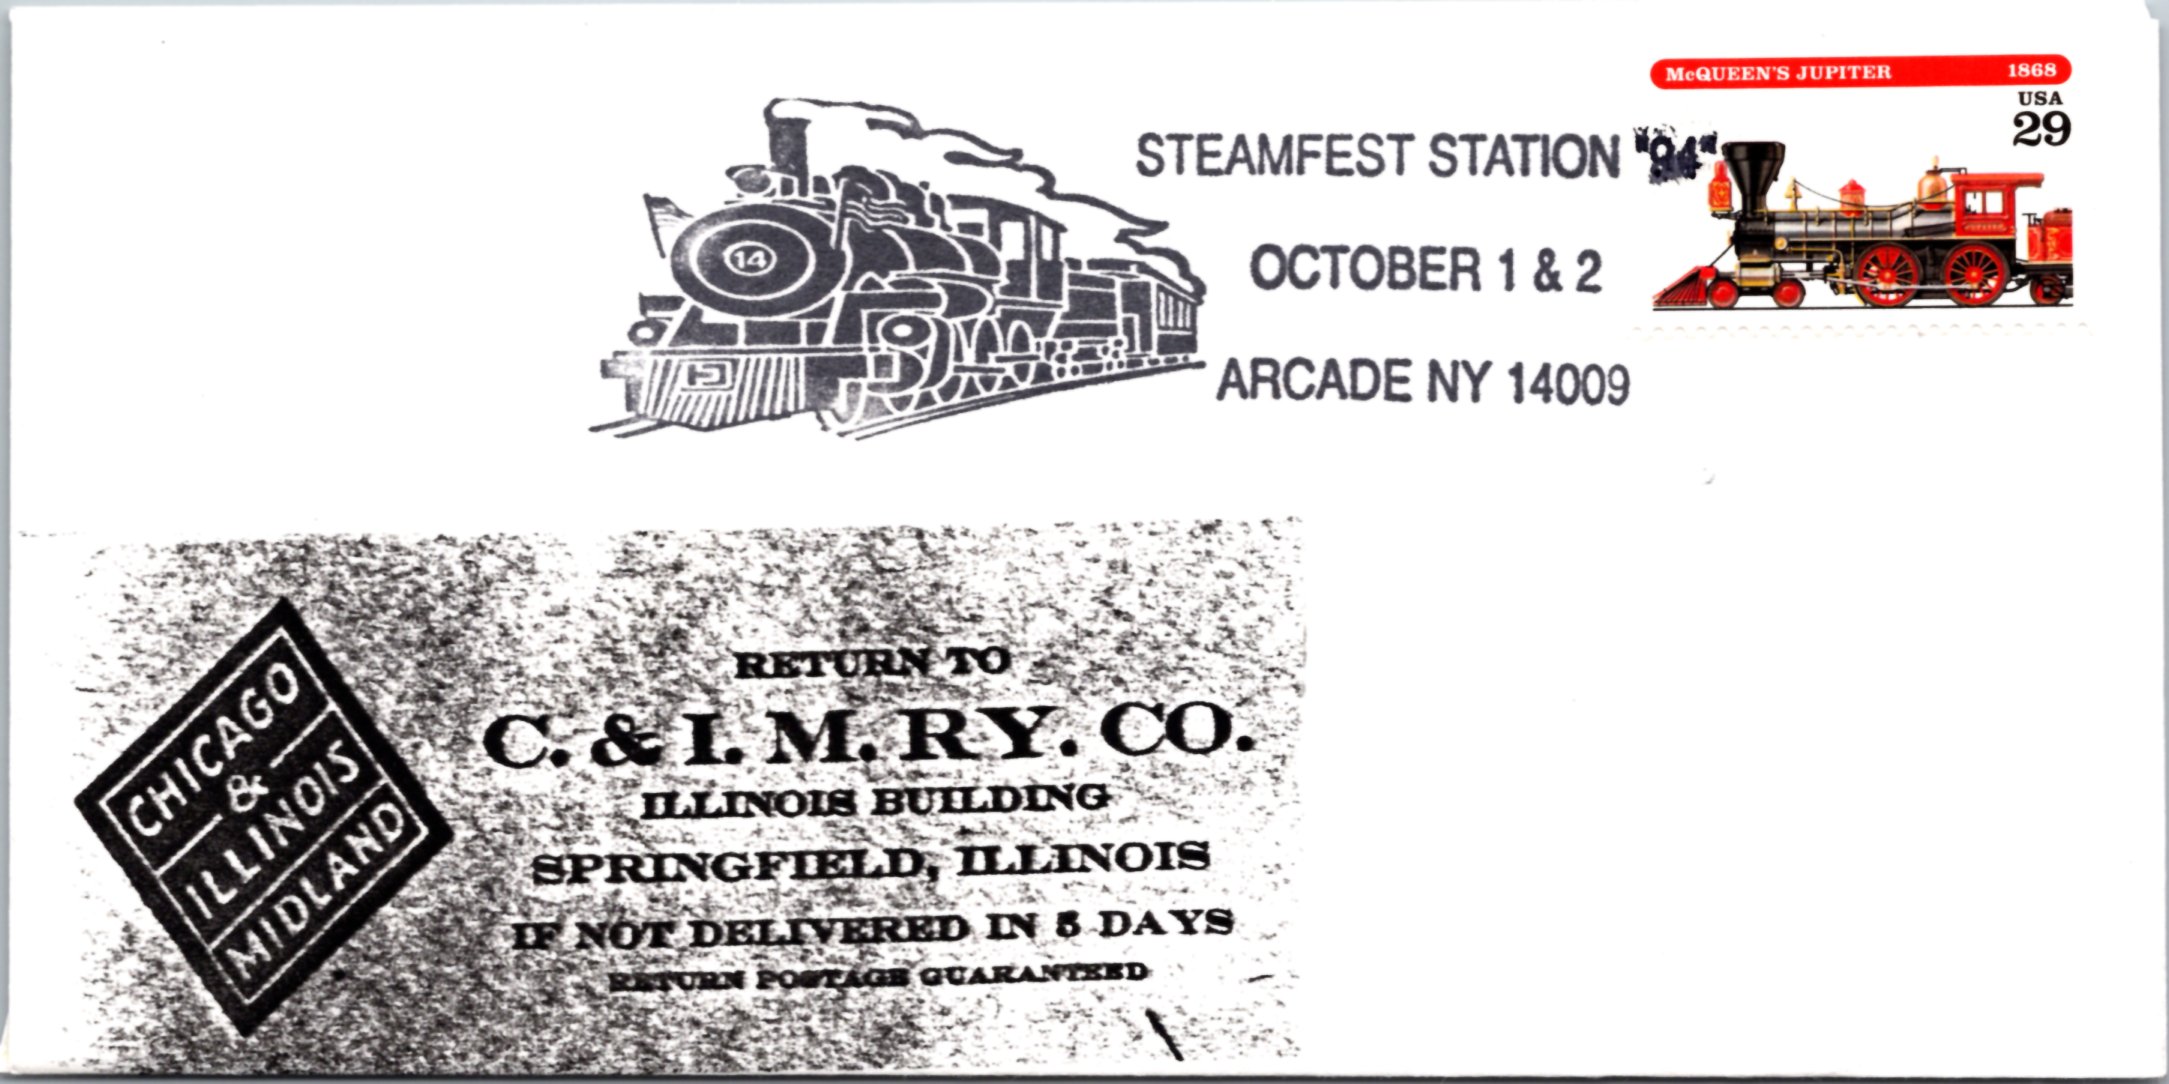 McQUEEN'S JUPITER 1868
USA
29
STEAMFEST STATION "94"
OCTOBER 1 & 2
ARCADE NY 14009
14
CHICAGO
&
ILLINOIS
MIDLAND
RETURN TO
C. & I. M. RY. CO.
ILLINOIS BUILDING
SPRINGFIELD, ILLINOIS
IF NOT DELIVERED IN 5 DAYS
RETURN POSTAGE GUARANTEED